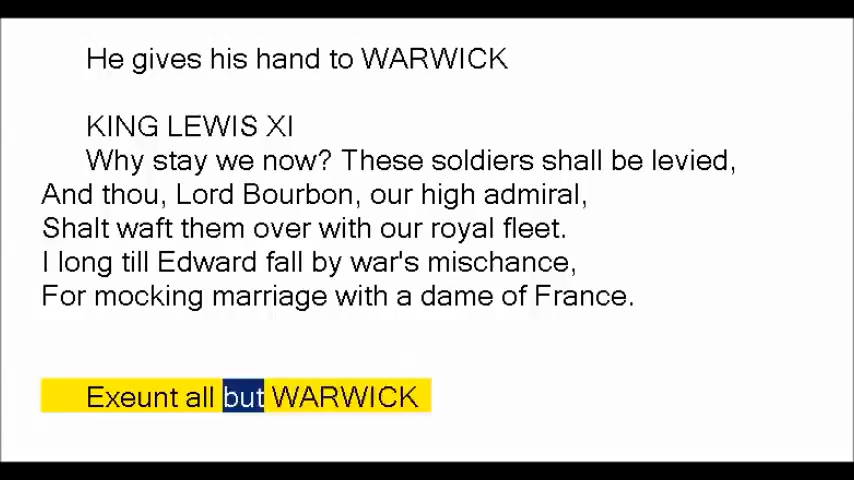 He gives his hand to WARWICK
KING LEWIS XI
Why stay we now? These soldiers shall be levied,
And thou, Lord Bourbon, our high admiral,
Shalt waft them over with our royal fleet.
I long till Edward fall by war's mischance,
For mocking marriage with a dame of France.
Exeunt all but WARWICK